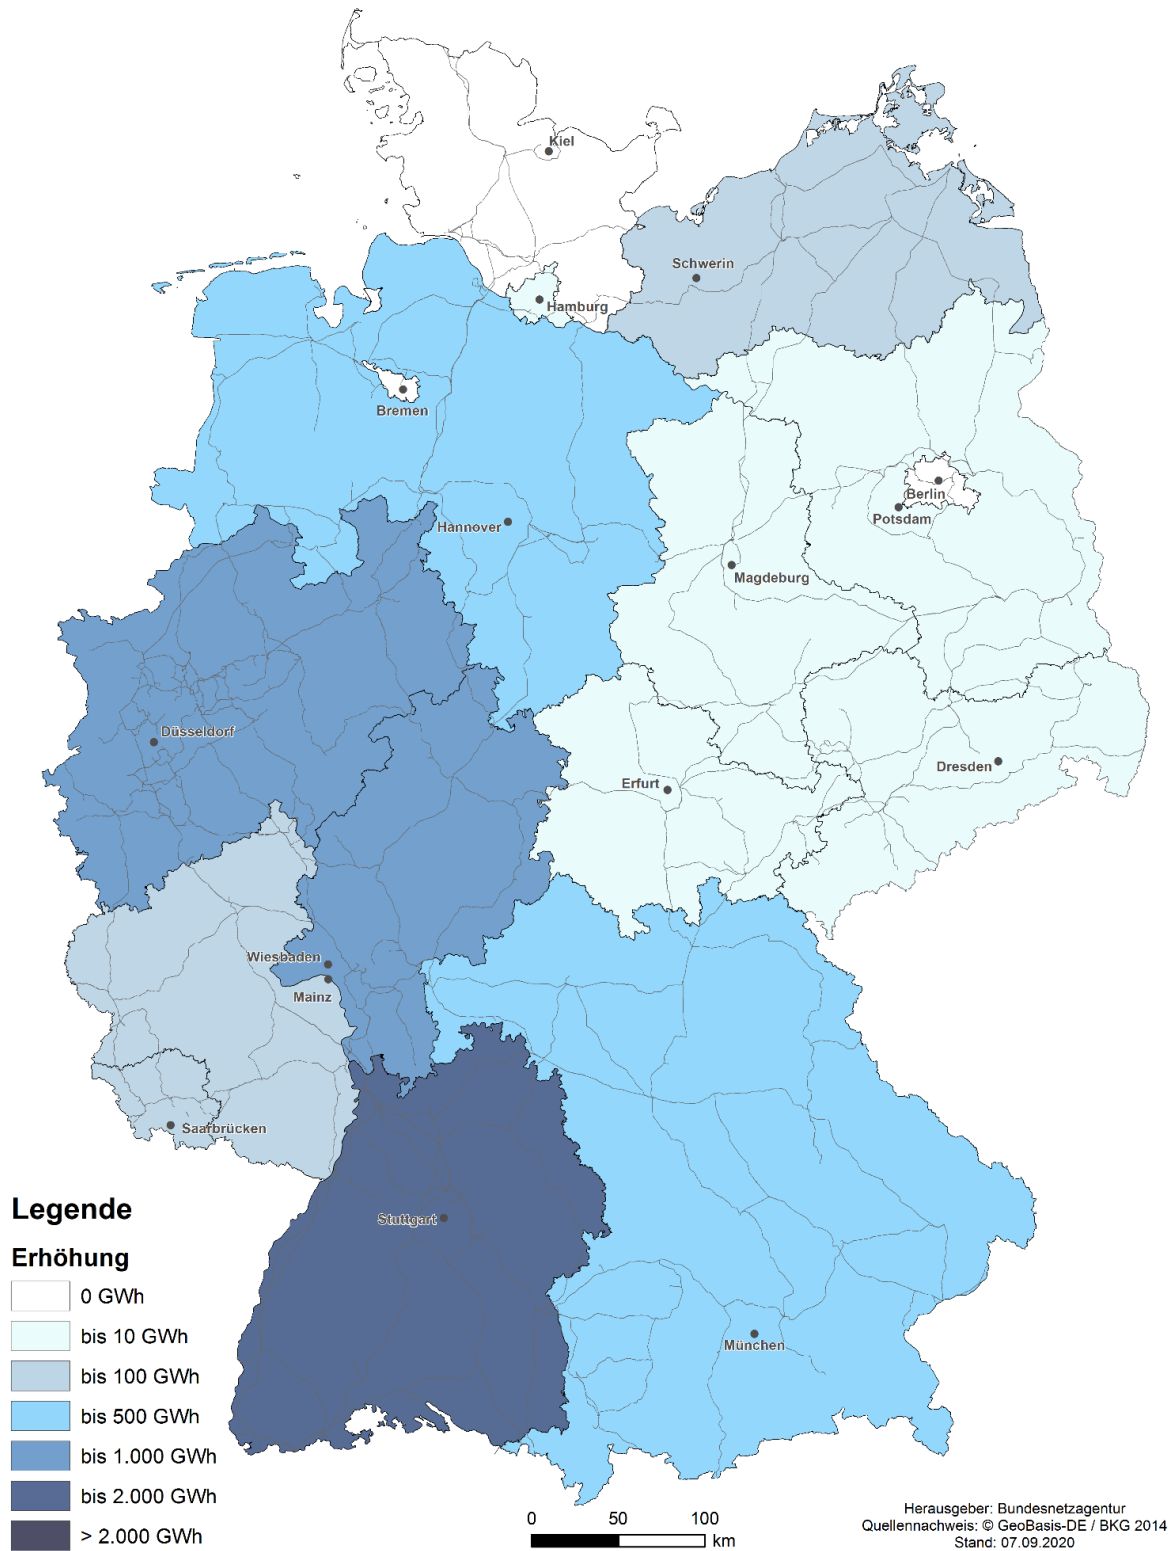 Kiel
Schwerin
Hamburg
Bremen
Berlin
Potsdam
Hannover
Magdeburg
Düsseldorf
Dresden
Erfurt
Wiesbaden
Mainz
Saarbrücken
Stuttgart
München
Legende
Erhöhung
0 GWh
bis 10 GWh
bis 100 GWh
bis 500 GWh
bis 1.000 GWh
bis 2.000 GWh
> 2.000 GWh
0 50 100
km
Herausgeber: Bundesnetzagentur
Quellennachweis: © GeoBasis-DE / BKG 2014
Stand: 07.09.2020